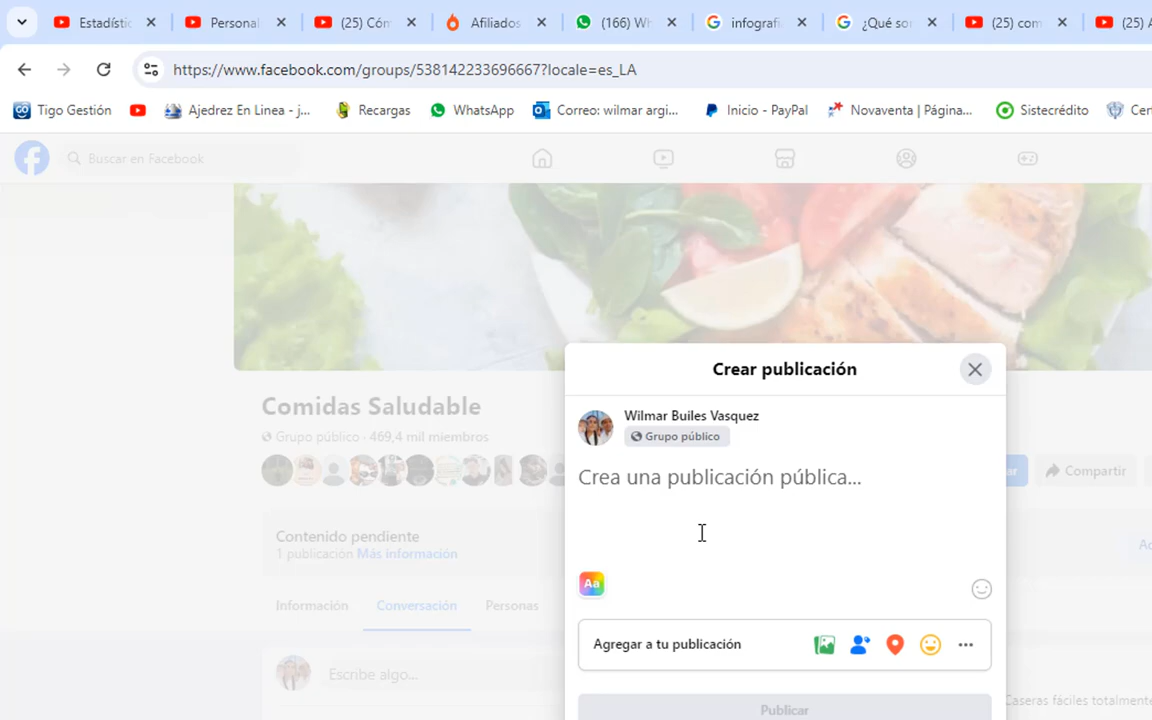 Estadístic
Personal
(25) Cóm
Afiliados
(166) Wh
infografí
¿Qué so
(25) com
(25) A
https://www.facebook.com/groups/538142233696667?locale=es_LA
Tigo Gestión
Ajedrez En Linea - j...
Recargas
WhatsApp
Correo: wilmar argi...
Inicio - PayPal
Novaventa | Página...
Sistecrédito
Cert
Buscar en Facebook
Crear publicación
Wilmar Builes Vasquez
Grupo público
Comidas Saludable
Grupo público · 469,4 mil miembros
Crea una publicación pública...
ar
Compartir
Contenido pendiente
1 publicación Más información
Aa
Información
Conversación
Personas
Agregar a tu publicación
Escribe algo...
Caseras fáciles totalmente
Publicar